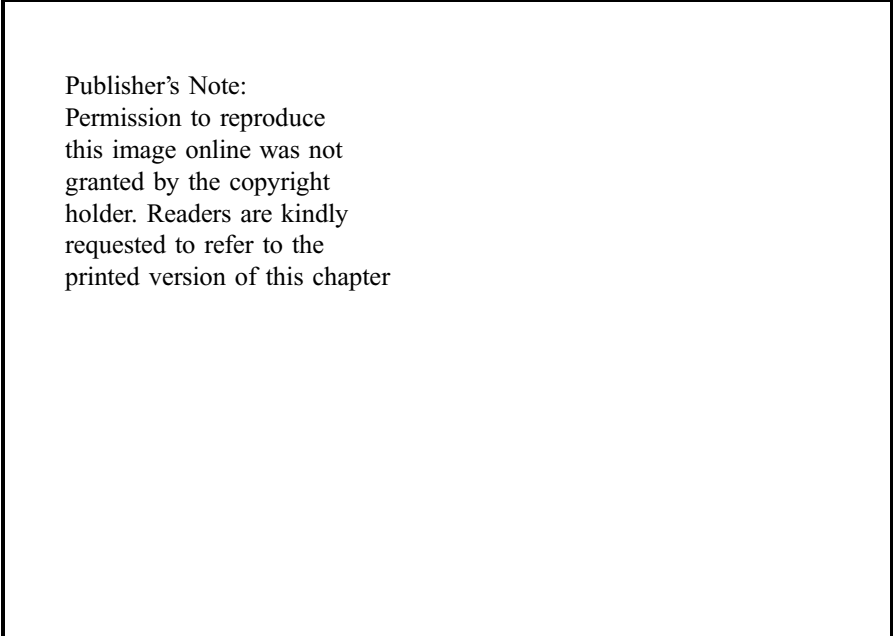 Publisher’s Note:
Permission to reproduce
this image online was not
granted by the copyright
holder. Readers are kindly
requested to refer to the
printed version of this chapter